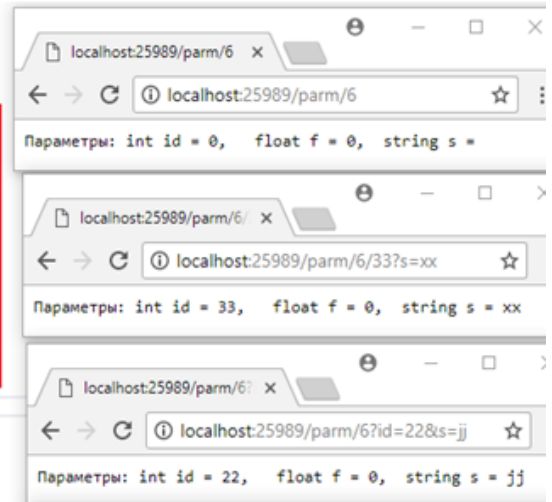 localhost:25989/parm/6
localhost:25989/parm/6
Параметры: int id = 0, float f = 0, string s =
localhost:25989/parm/6/
localhost:25989/parm/6/33?s=xx
Параметры: int id = 33, float f = 0, string s = xx
localhost:25989/parm/6?
localhost:25989/parm/6?id=22&s=jj
Параметры: int id = 22, float f = 0, string s = jj